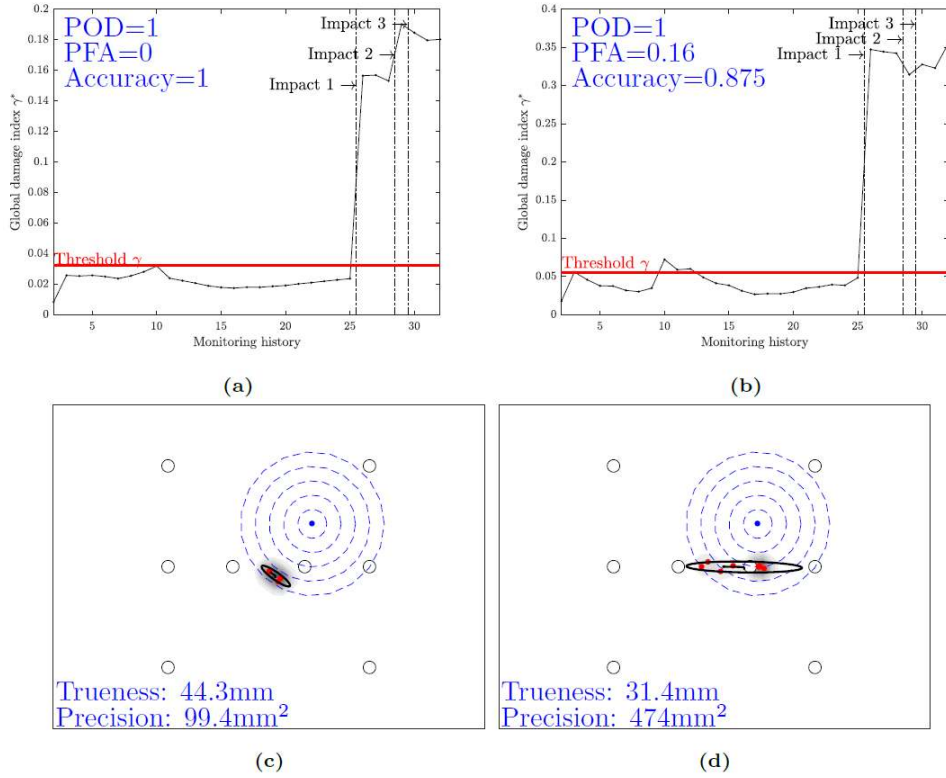 POD=1
PFA=0
Accuracy=1
Impact 3
Impact 2
Impact 1
Threshold γ
Global damage index γ*
0.2
0.18
0.16
0.14
0.12
0.1
0.08
0.06
0.04
0.02
0
5 10 15 20 25 30
Monitoring history
(a)
POD=1
PFA=0.16
Accuracy=0.875
Impact 3
Impact 2
Impact 1
Threshold γ
Global damage index γ*
0.4
0.35
0.3
0.25
0.2
0.15
0.1
0.05
0
5 10 15 20 25 30
Monitoring history
(b)
Trueness: 44.3mm
Precision: 99.4mm²
(c)
Trueness: 31.4mm
Precision: 474mm²
(d)